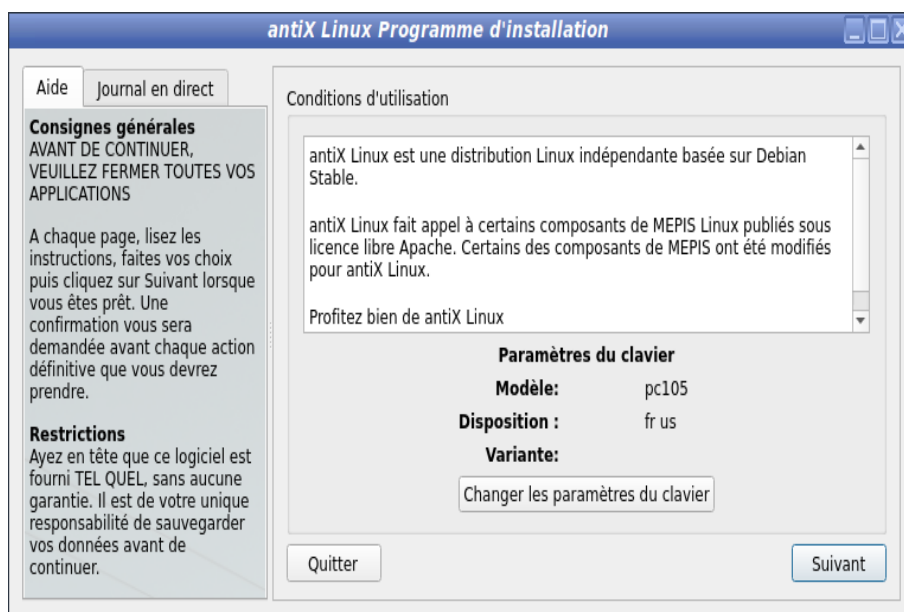 antiX Linux Programme d'installation
Aide
Journal en direct
Consignes générales
AVANT DE CONTINUER,
VEUILLEZ FERMER TOUTES VOS
APPLICATIONS
A chaque page, lisez les
instructions, faites vos choix
puis cliquez sur Suivant lorsque
vous êtes prêt. Une
confirmation vous sera
demandée avant chaque action
définitive que vous devrez
prendre.
Restrictions
Ayez en tête que ce logiciel est
fourni TEL QUEL, sans aucune
garantie. Il est de votre unique
responsabilité de sauvegarder
vos données avant de
continuer.
Conditions d'utilisation
antiX Linux est une distribution Linux indépendante basée sur Debian
Stable.
antiX Linux fait appel à certains composants de MEPIS Linux publiés sous
licence libre Apache. Certains des composants de MEPIS ont été modifiés
pour antiX Linux.
Profitez bien de antiX Linux
Paramètres du clavier
Modèle: pc105
Disposition : fr us
Variante:
Changer les paramètres du clavier
Quitter
Suivant